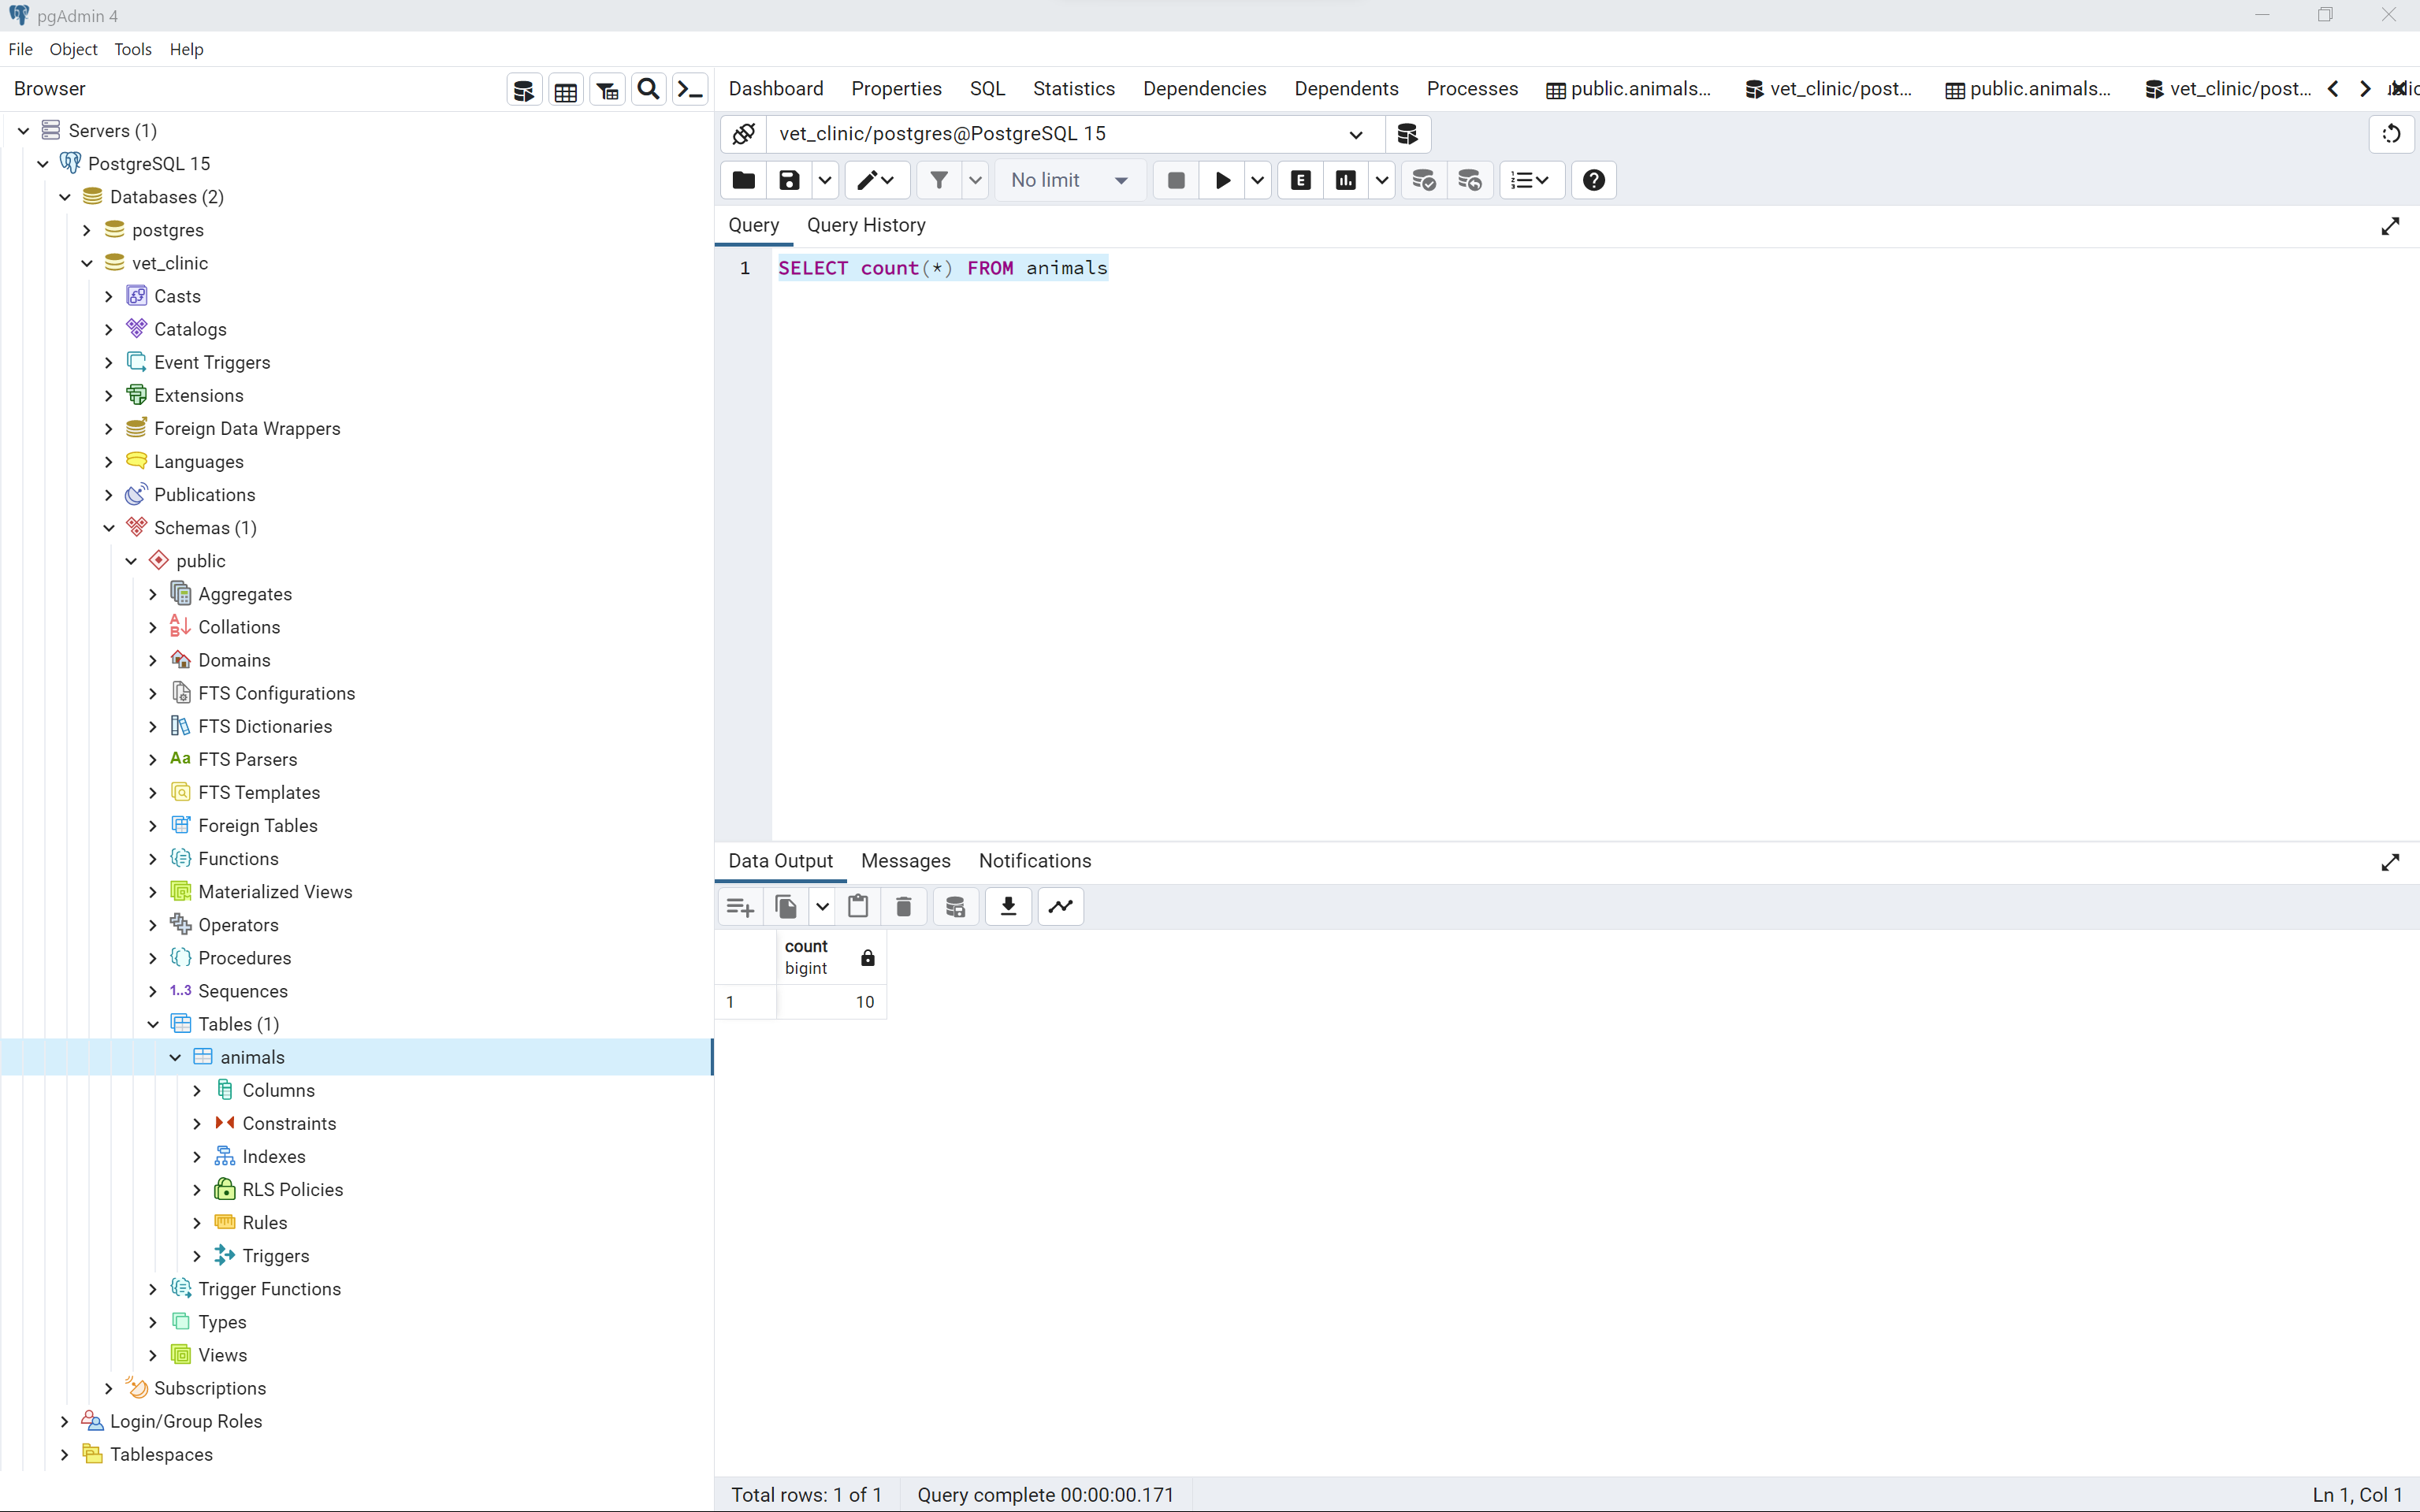 pgAdmin 4
File Object Tools Help
Browser
Servers (1)
PostgreSQL 15
Databases (2)
postgres
vet_clinic
Casts
Catalogs
Event Triggers
Extensions
Foreign Data Wrappers
Languages
Publications
Schemas (1)
public
Aggregates
Collations
Domains
FTS Configurations
FTS Dictionaries
Aa FTS Parsers
FTS Templates
Foreign Tables
Functions
Materialized Views
Operators
Procedures
1..3 Sequences
Tables (1)
animals
Columns
Constraints
Indexes
RLS Policies
Rules
Triggers
Trigger Functions
Types
Views
Subscriptions
Login/Group Roles
Tablespaces
Dashboard Properties SQL Statistics Dependencies Dependents Processes public.animals... vet_clinic/post... public.animals... vet_clinic/post...
vet_clinic/postgres@PostgreSQL 15
No limit E
Query Query History
1 SELECT count(*) FROM animals
Data Output Messages Notifications
count
bigint
1 10
Total rows: 1 of 1 Query complete 00:00:00.171 Ln 1, Col 1